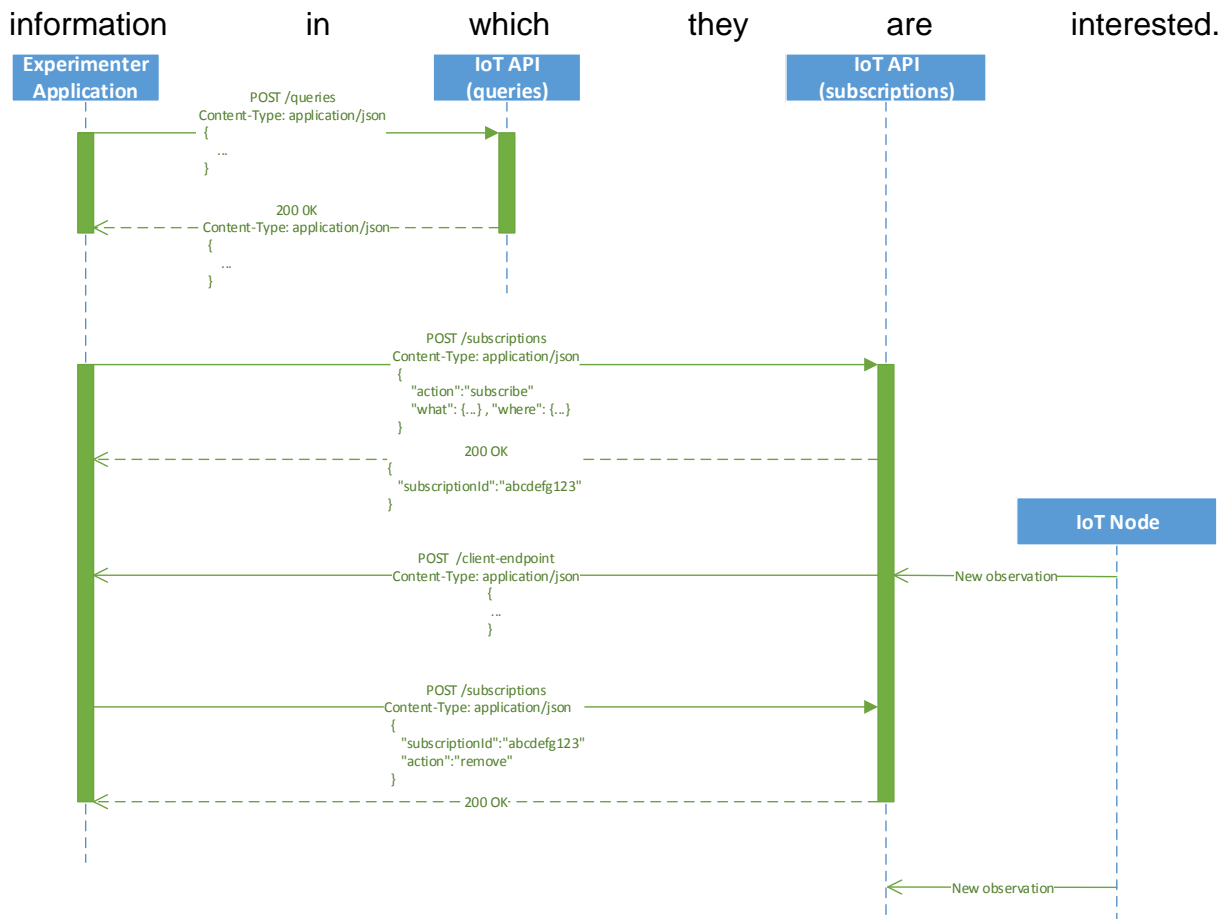 information in which they are interested.
Experimenter
Application
IoT API
(queries)
IoT API
(subscriptions)
POST /queries
Content-Type: application/json
{
...
}
200 OK
Content-Type: application/json
{
...
}
POST /subscriptions
Content-Type: application/json
{
"action":"subscribe"
"what": {...} , "where": {...}
}
200 OK
{
"subscriptionId":"abcdefg123"
}
IoT Node
POST /client-endpoint
Content-Type: application/json
{
...
}
New observation
POST /subscriptions
Content-Type: application/json
{
"subscriptionId":"abcdefg123"
"action":"remove"
}
200 OK
New observation